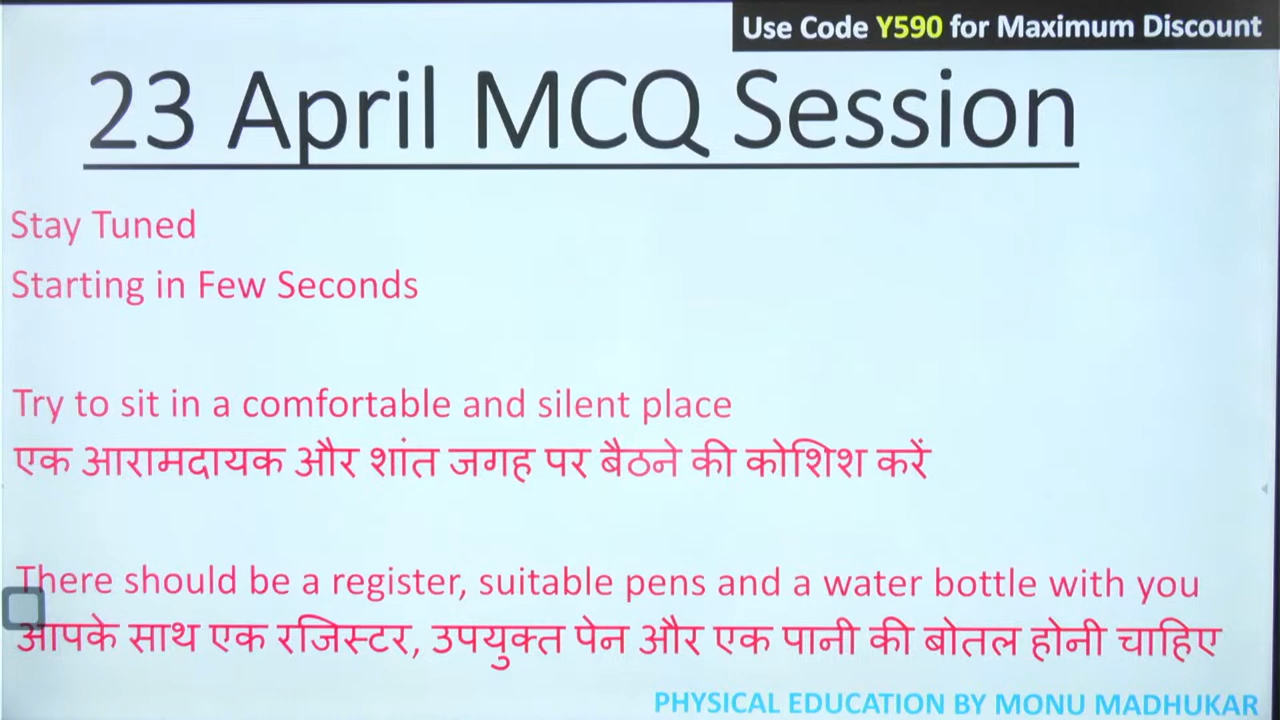 Use Code Y590 for Maximum Discount
23 April MCQ Session
Stay Tuned
Starting in Few Seconds
Try to sit in a comfortable and silent place
एक आरामदायक और शांत जगह पर बैठने की कोशिश करें
There should be a register, suitable pens and a water bottle with you
आपके साथ एक रजिस्टर, उपयुक्त पेन और एक पानी की बोतल होनी चाहिए
PHYSICAL EDUCATION BY MONU MADHUKAR